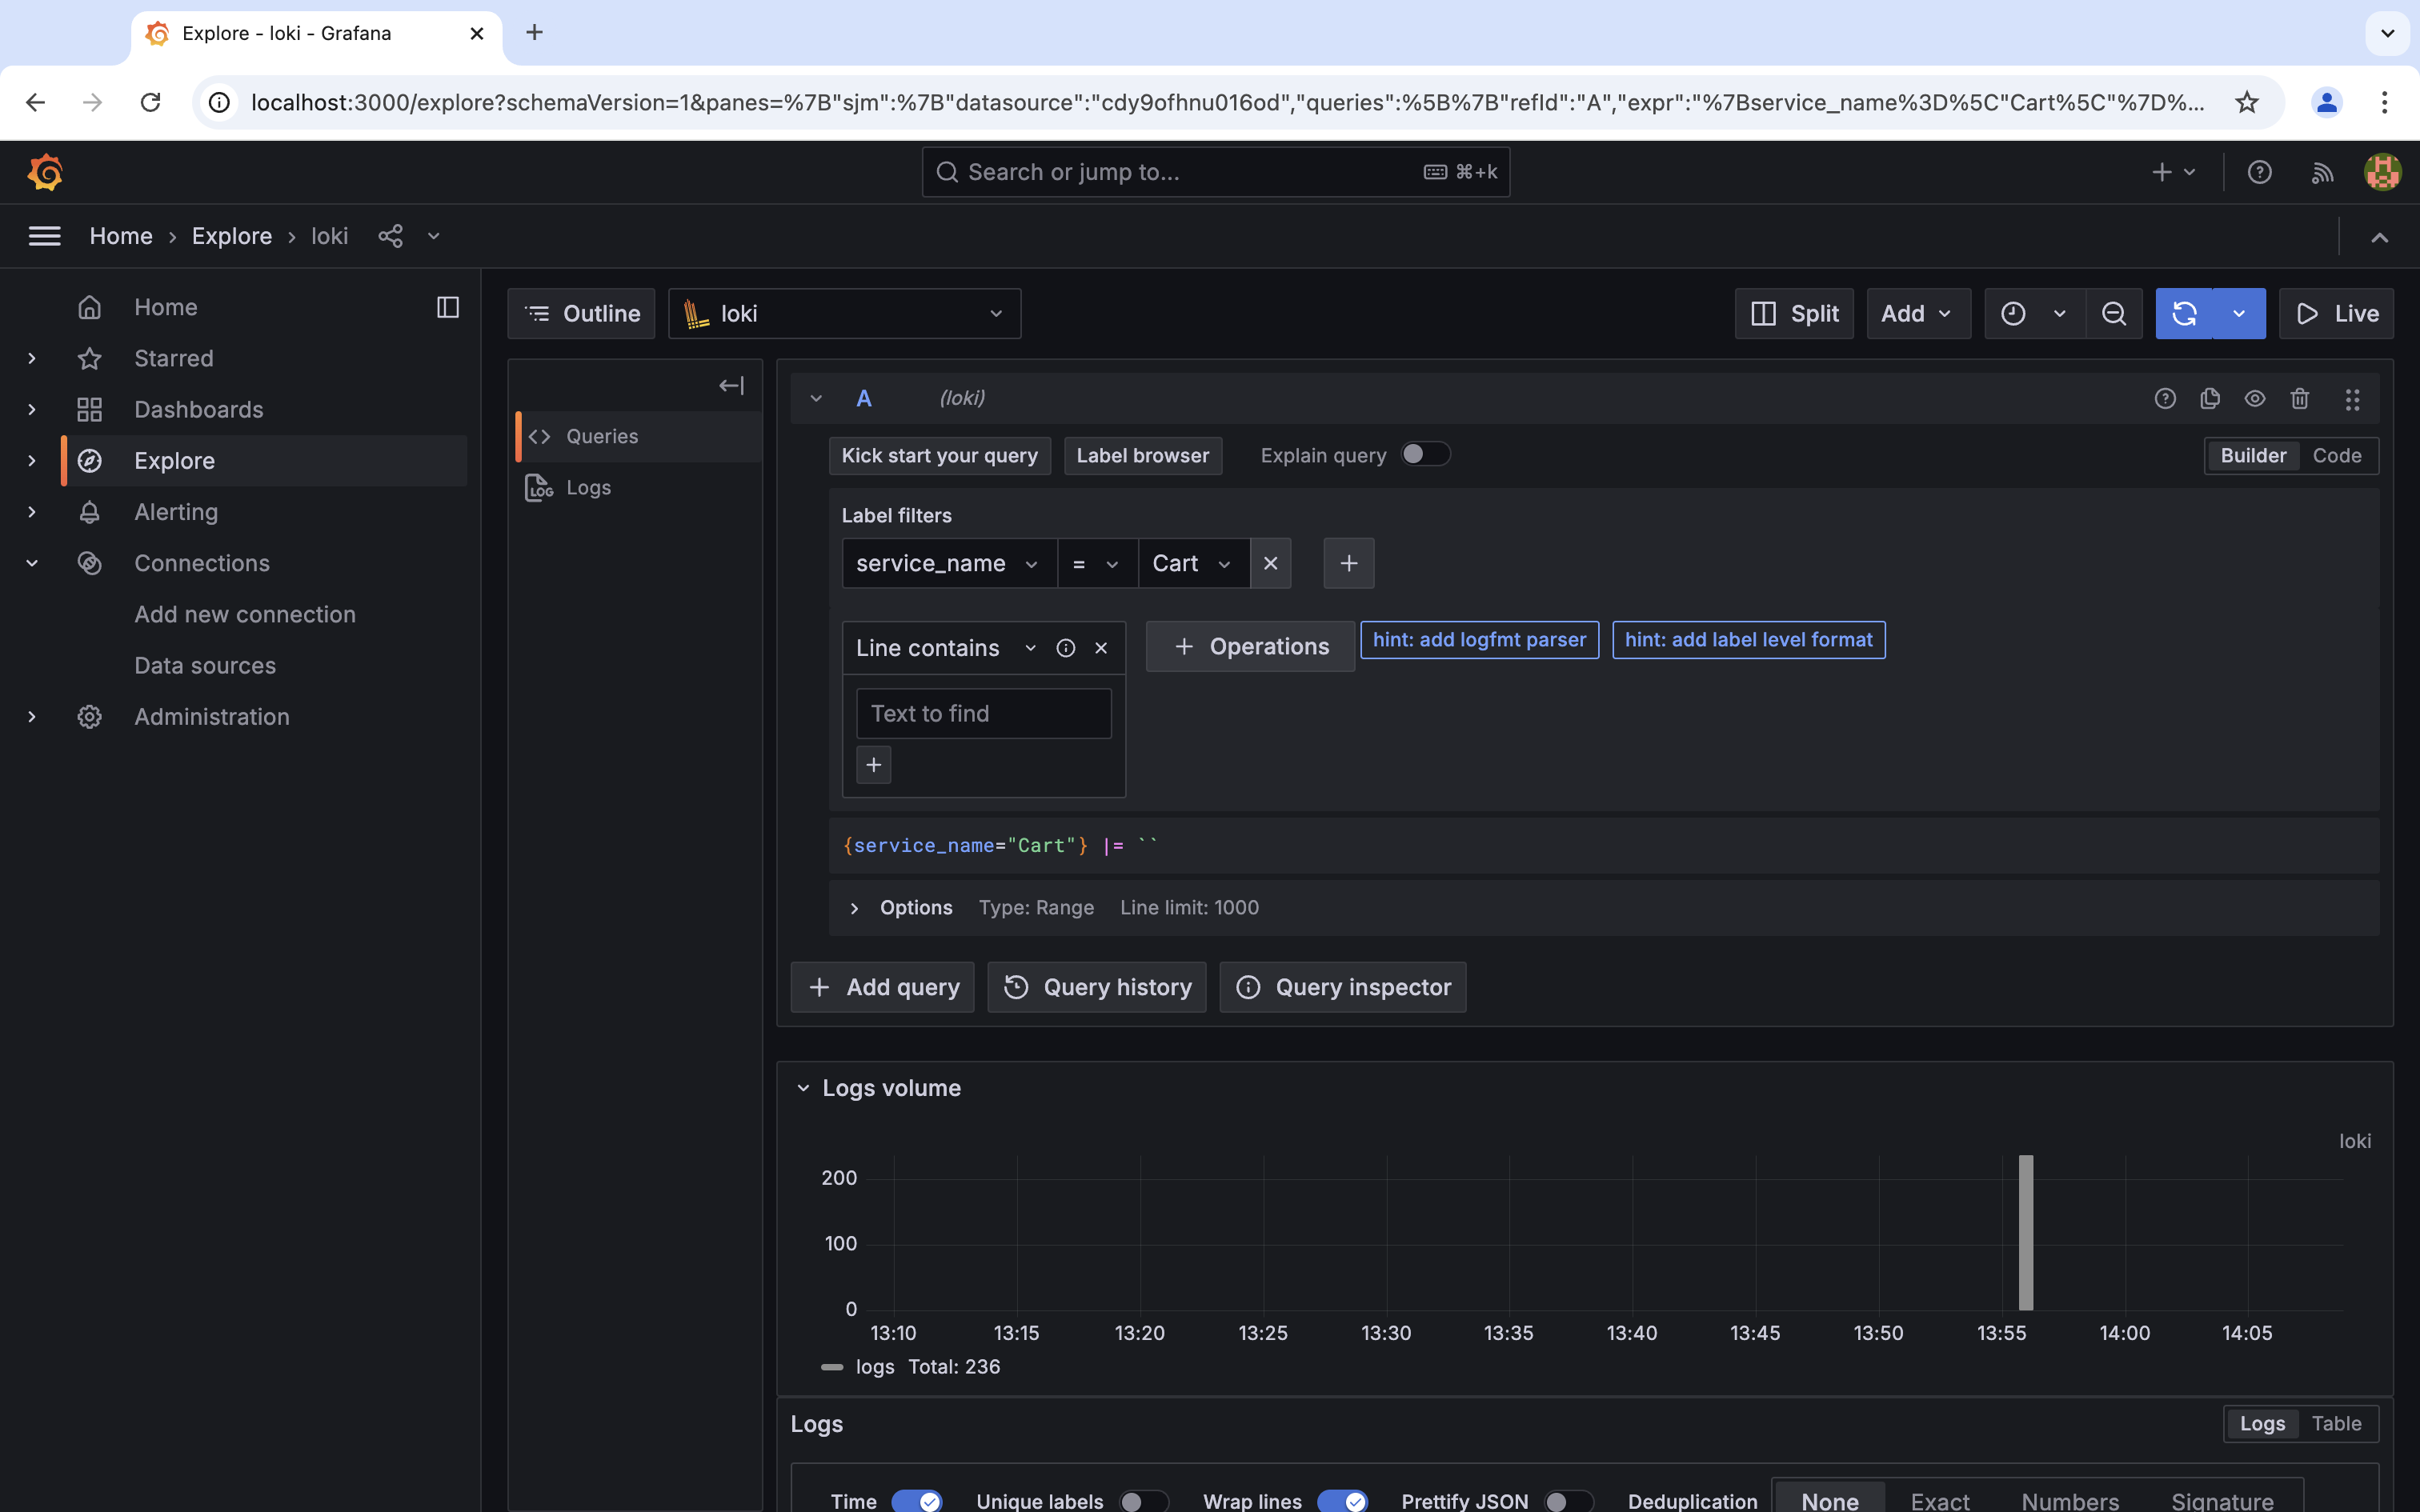 Explore - loki - Grafana
localhost:3000/explore?schemaVersion=1&panes=%7B"sjm":%7B"datasource":"cdy9ofhnu016od","queries":%5B%7B"refId":"A","expr":"%7Bservice_name%3D%5C"Cart%5C"%7D%...
Search or jump to... ⌘+k
Home › Explore › loki
Home
Starred
Dashboards
Explore
Alerting
Connections
Add new connection
Data sources
Administration
Outline loki Split Add Live
Queries
LOG Logs
A (loki)
Kick start your query Label browser Explain query Builder Code
Label filters
service_name = Cart
Line contains Operations hint: add logfmt parser hint: add label level format
Text to find
{service_name="Cart"} |= ``
Options Type: Range Line limit: 1000
Add query Query history Query inspector
Logs volume
loki
200
100
0
13:10 13:15 13:20 13:25 13:30 13:35 13:40 13:45 13:50 13:55 14:00 14:05
logs Total: 236
Logs Logs Table
Time Unique labels Wrap lines Prettify JSON Deduplication None Exact Numbers Signature